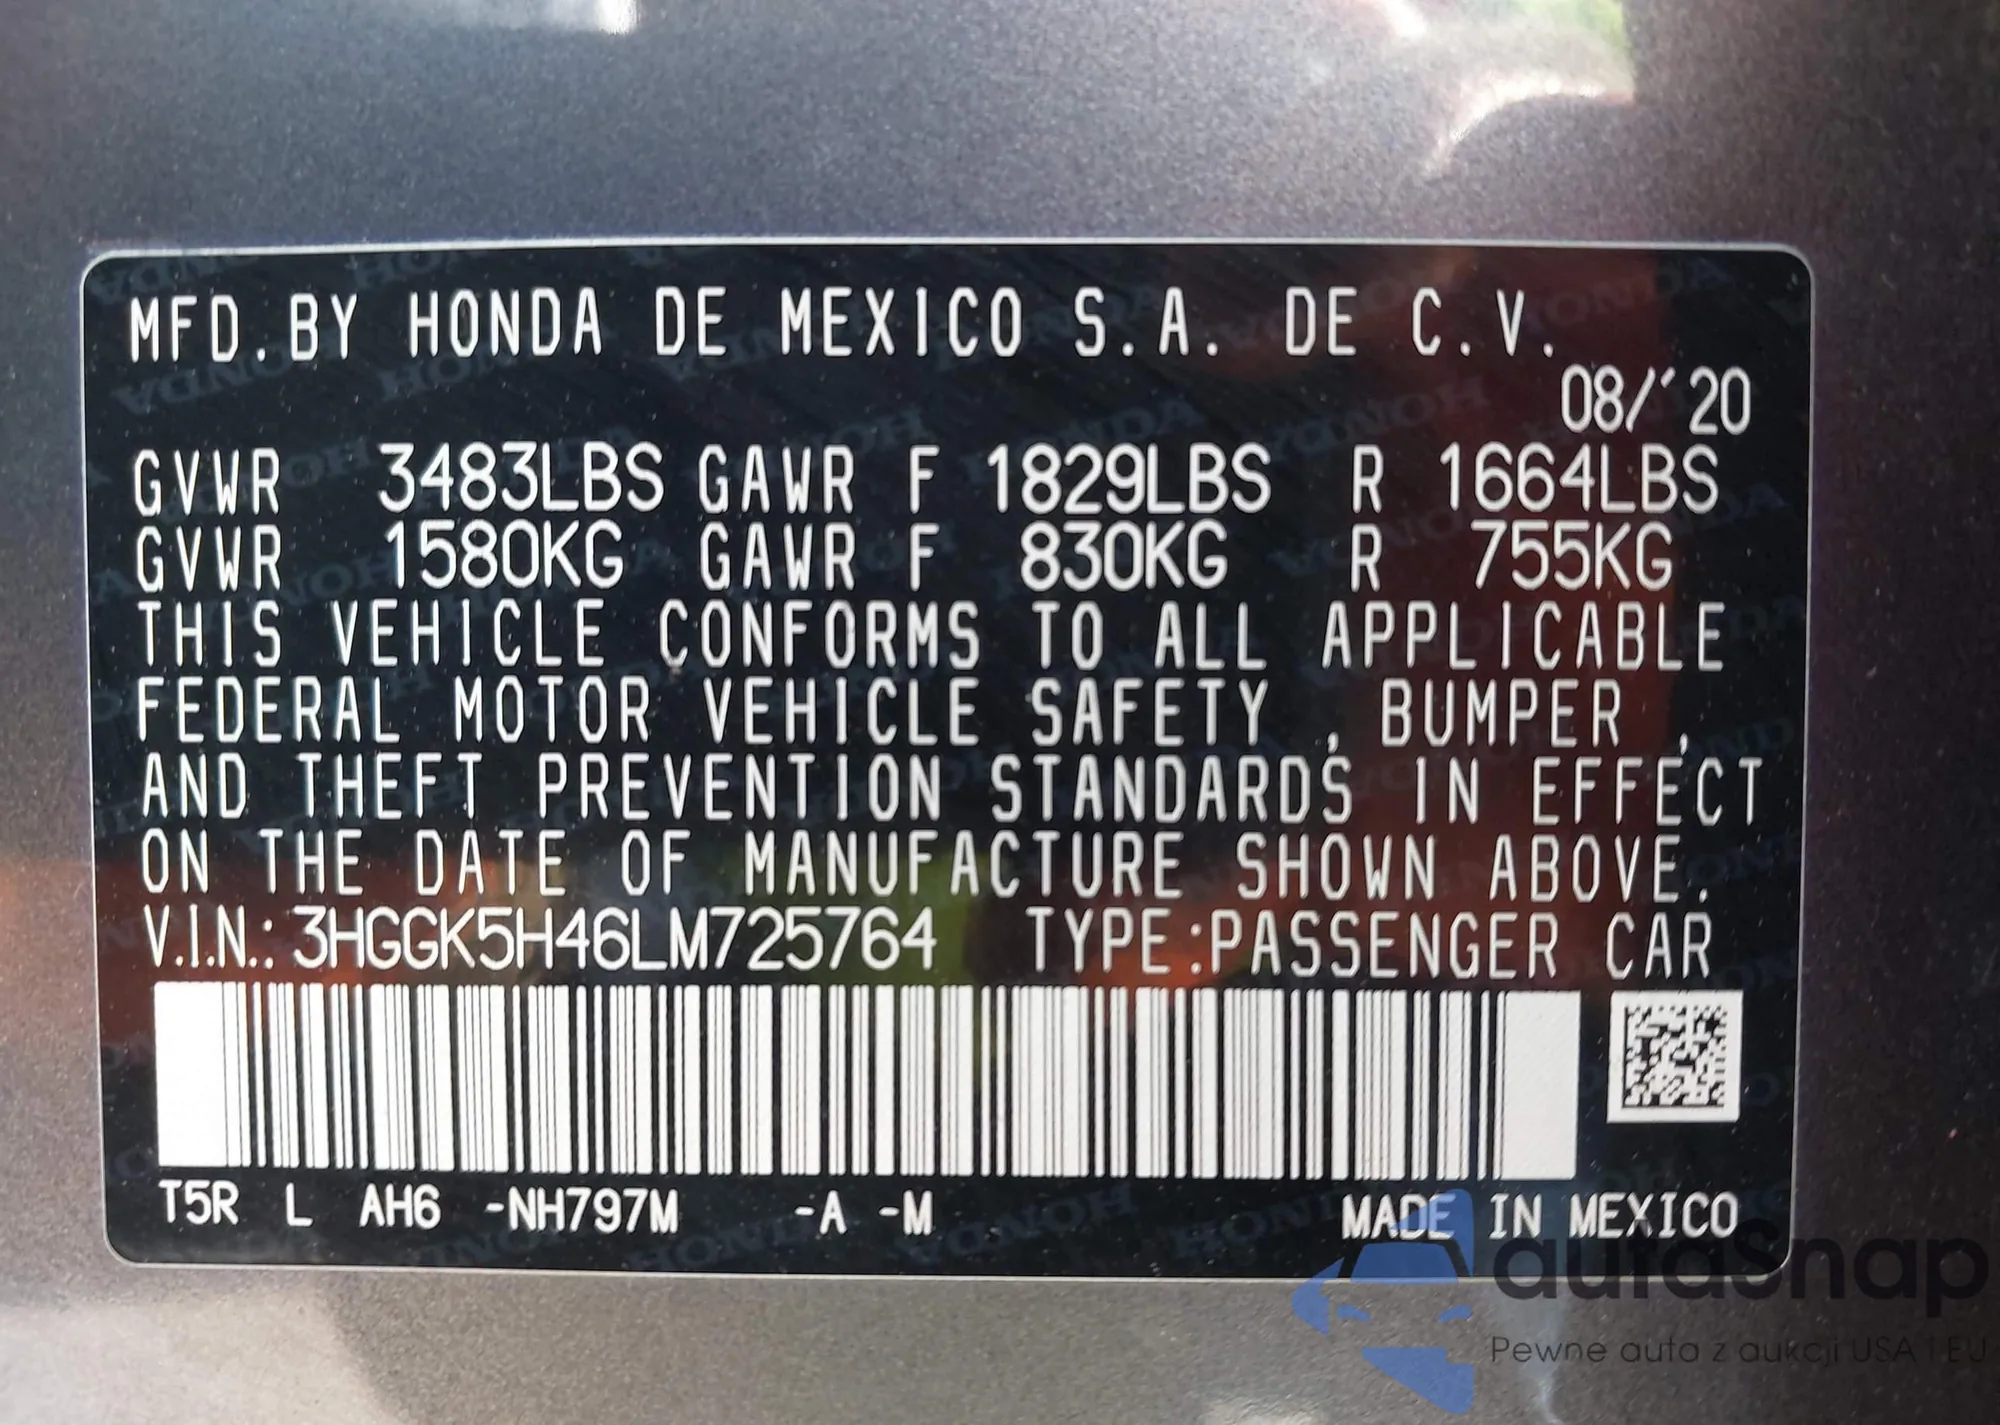 MFD.BY HONDA DE MEXICO S.A. DE C.V.
08/'20
GVWR 3483LBS GAWR F 1829LBS R 1664LBS
GVWR 1580KG GAWR F 830KG R 755KG
THIS VEHICLE CONFORMS TO ALL APPLICABLE
FEDERAL MOTOR VEHICLE SAFETY , BUMPER ,
AND THEFT PREVENTION STANDARDS IN EFFECT
ON THE DATE OF MANUFACTURE SHOWN ABOVE.
V.I.N.: 3HGGK5H46LM725764 TYPE:PASSENGER CAR
T5R L AH6 -NH797M -A -M MADE IN MEXICO
autaSnap
Pewne auta z aukcji USA i EU